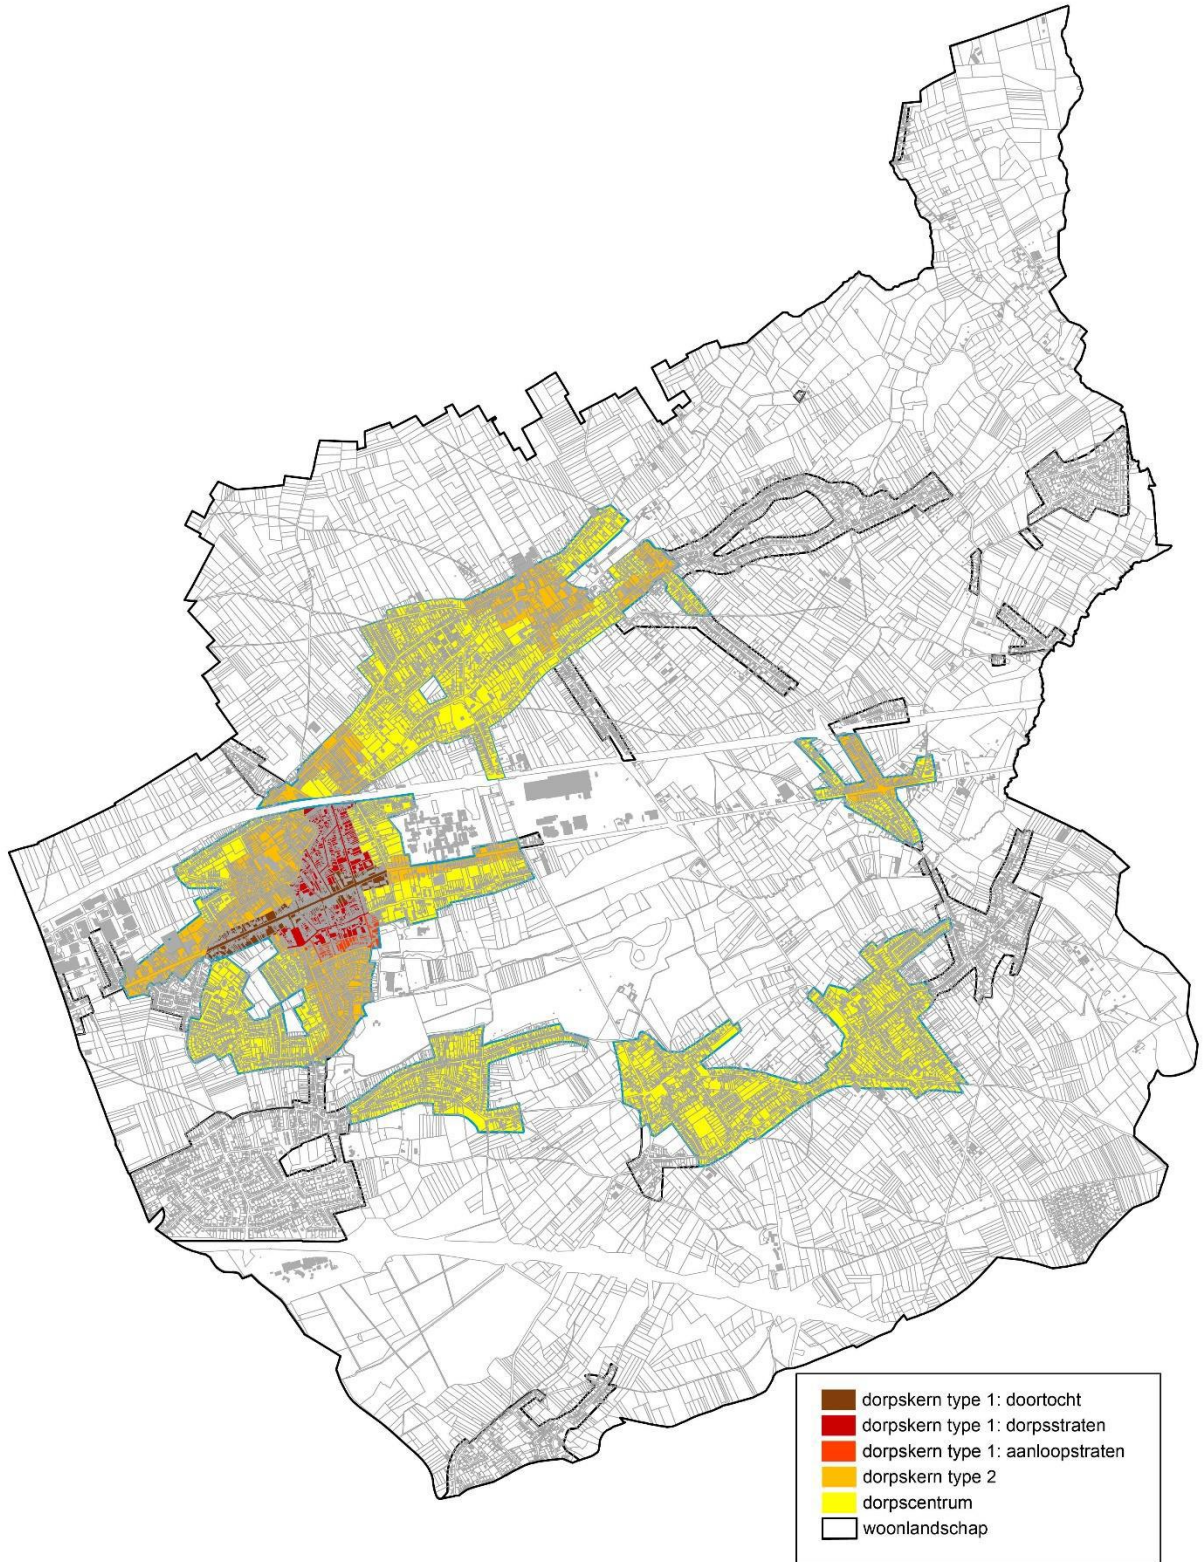 dorpskern type 1: doortocht
dorpskern type 1: dorpsstraten
dorpskern type 1: aanloopstraten
dorpskern type 2
dorpscentrum
woonlandschap